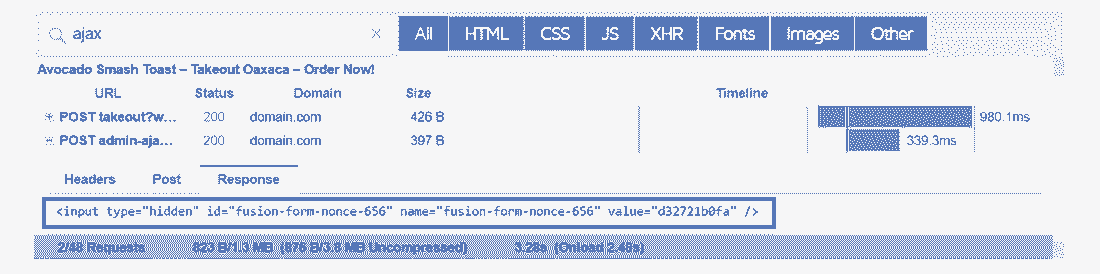 ajax × All HTML CSS JS XHR Fonts Images Other
Avocado Smash Toast – Takeout Oaxaca – Order Now!
URL Status Domain Size Timeline
POST takeout?w... 200 domain.com 426 B 980.1ms
POST admin-aja... 200 domain.com 397 B 339.3ms
Headers Post Response
<input type="hidden" id="fusion-form-nonce-656" name="fusion-form-nonce-656" value="d32721b0fa" />
2/48 Requests 823 B/1.3 MB (876 B/3.8 MB Uncompressed) 3.28s (Onload 2.48s)